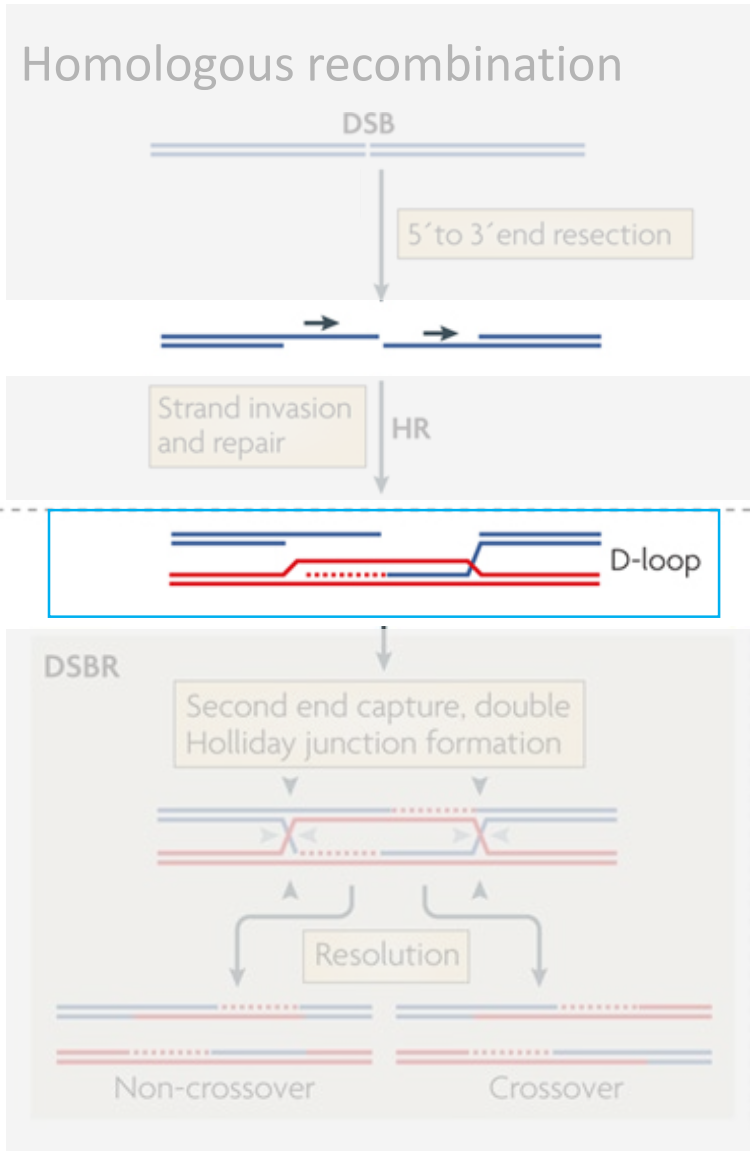 Homologous recombination
DSB
5´to 3´end resection
Strand invasion
and repair
HR
D-loop
DSBR
Second end capture, double
Holliday junction formation
Resolution
Non-crossover
Crossover